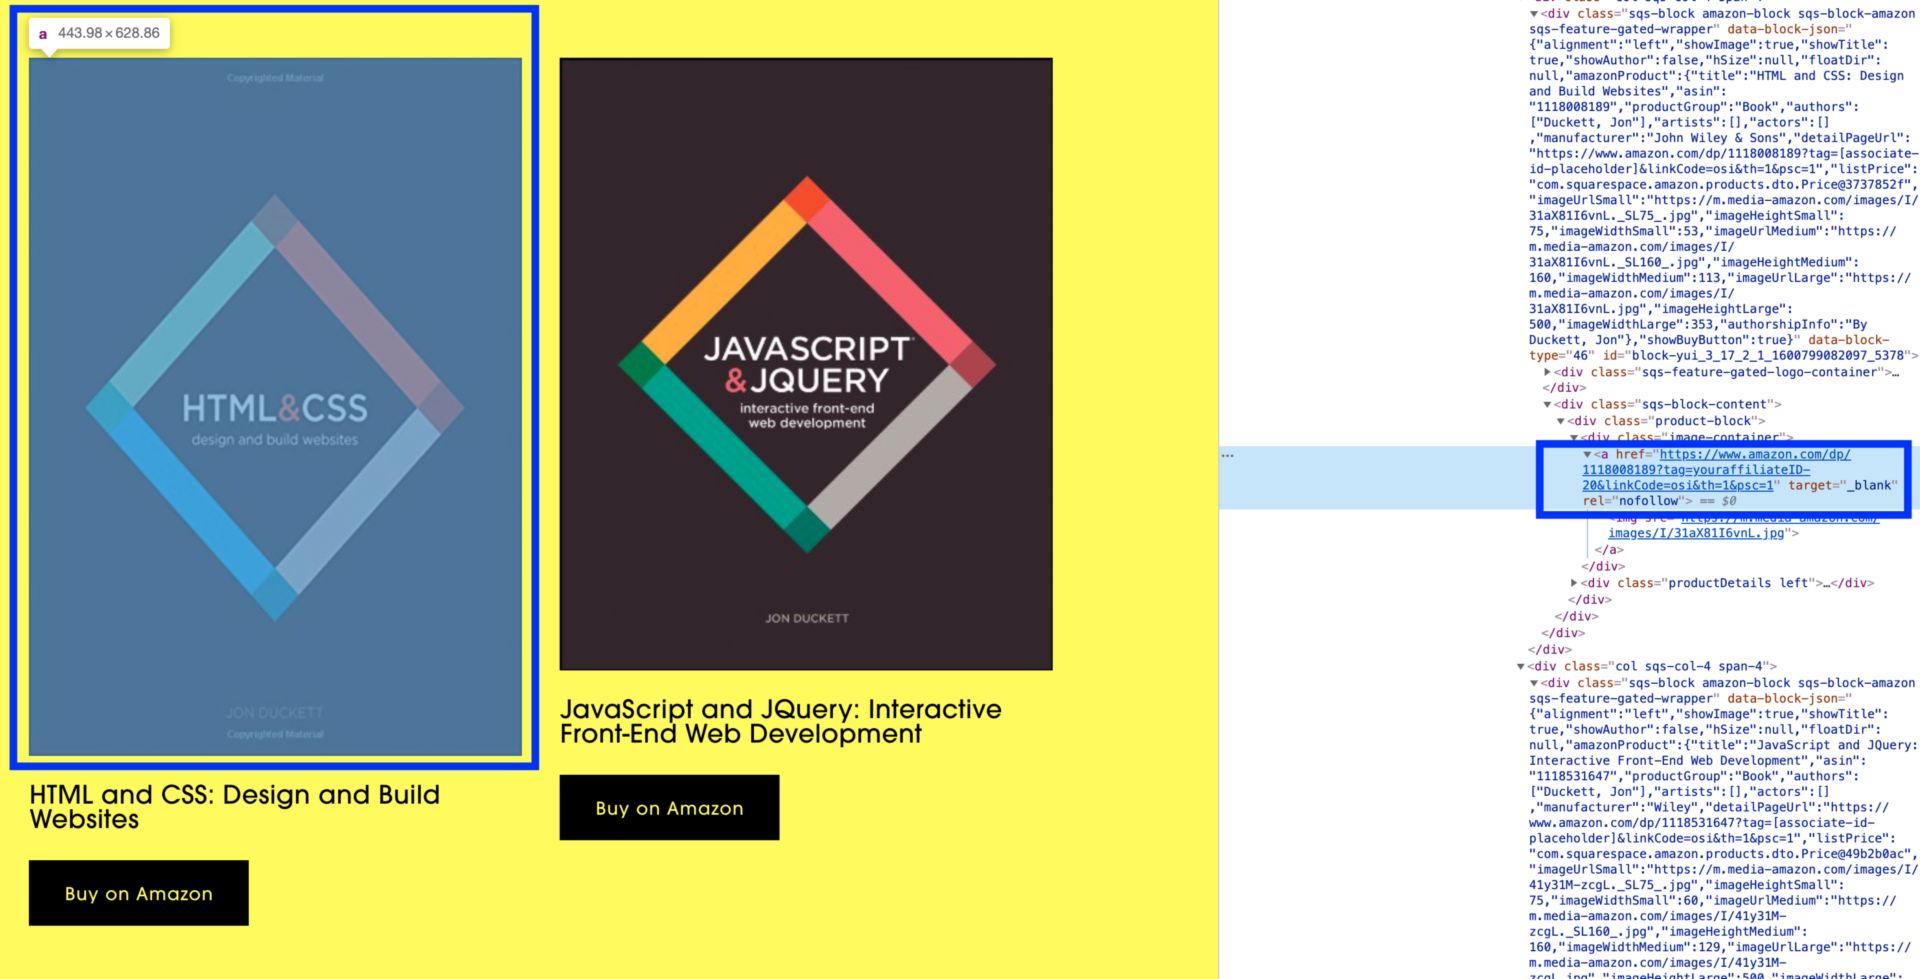 a 443.98 × 628.86
Copyrighted Material
HTML&CSS
design and build websites
JON DUCKETT
Copyrighted Material
HTML and CSS: Design and Build
Websites
Buy on Amazon
JAVASCRIPT
&JQUERY
interactive front-end
web development
JON DUCKETT
JavaScript and JQuery: Interactive
Front-End Web Development
Buy on Amazon
▼<div class="sqs-block amazon-block sqs-block-amazon
sqs-feature-gated-wrapper" data-block-json="
{"alignment":"left","showImage":true,"showTitle":
true,"showAuthor":false,"hSize":null,"floatDir":
null,"amazonProduct":{"title":"HTML and CSS: Design
and Build Websites","asin":
"1118008189","productGroup":"Book","authors":
["Duckett, Jon"],"artists":[],"actors":[]
,"manufacturer":"John Wiley & Sons","detailPageUrl":
"https://www.amazon.com/dp/1118008189?tag=[associate-
id-placeholder]&linkCode=osi&th=1&psc=1","listPrice":
"com.squarespace.amazon.products.dto.Price@3737852f",
"imageUrlSmall":"https://m.media-amazon.com/images/I/
31aX81I6vnL._SL75_.jpg","imageHeightSmall":
75,"imageWidthSmall":53,"imageUrlMedium":"https://
m.media-amazon.com/images/I/
31aX81I6vnL._SL160_.jpg","imageHeightMedium":
160,"imageWidthMedium":113,"imageUrlLarge":"https://
m.media-amazon.com/images/I/
31aX81I6vnL.jpg","imageHeightLarge":
500,"imageWidthLarge":353,"authorshipInfo":"By
Duckett, Jon"},"showBuyButton":true}" data-block-
type="46" id="block-yui_3_17_2_1_1600799082097_5378">
▶<div class="sqs-feature-gated-logo-container">…
</div>
▼<div class="sqs-block-content">
▼<div class="product-block">
▼<div class="image-container">
… ▼<a href="https://www.amazon.com/dp/
1118008189?tag=youraffiliateID-
20&linkCode=osi&th=1&psc=1" target="_blank"
rel="nofollow"> == $0
<img src="https://m.media-amazon.com/
images/I/31aX81I6vnL.jpg">
</a>
</div>
▶<div class="productDetails left">…</div>
</div>
</div>
</div>
</div>
▼<div class="col sqs-col-4 span-4">
▼<div class="sqs-block amazon-block sqs-block-amazon
sqs-feature-gated-wrapper" data-block-json="
{"alignment":"left","showImage":true,"showTitle":
true,"showAuthor":false,"hSize":null,"floatDir":
null,"amazonProduct":{"title":"JavaScript and JQuery:
Interactive Front-End Web Development","asin":
"1118531647","productGroup":"Book","authors":
["Duckett, Jon"],"artists":[],"actors":[]
,"manufacturer":"Wiley","detailPageUrl":"https://
www.amazon.com/dp/1118531647?tag=[associate-id-
placeholder]&linkCode=osi&th=1&psc=1","listPrice":
"com.squarespace.amazon.products.dto.Price@49b2b0ac",
"imageUrlSmall":"https://m.media-amazon.com/images/I/
41y31M-zcgL._SL75_.jpg","imageHeightSmall":
75,"imageWidthSmall":60,"imageUrlMedium":"https://
m.media-amazon.com/images/I/41y31M-
zcgL._SL160_.jpg","imageHeightMedium":
160,"imageWidthMedium":129,"imageUrlLarge":"https://
m.media-amazon.com/images/I/41y31M-